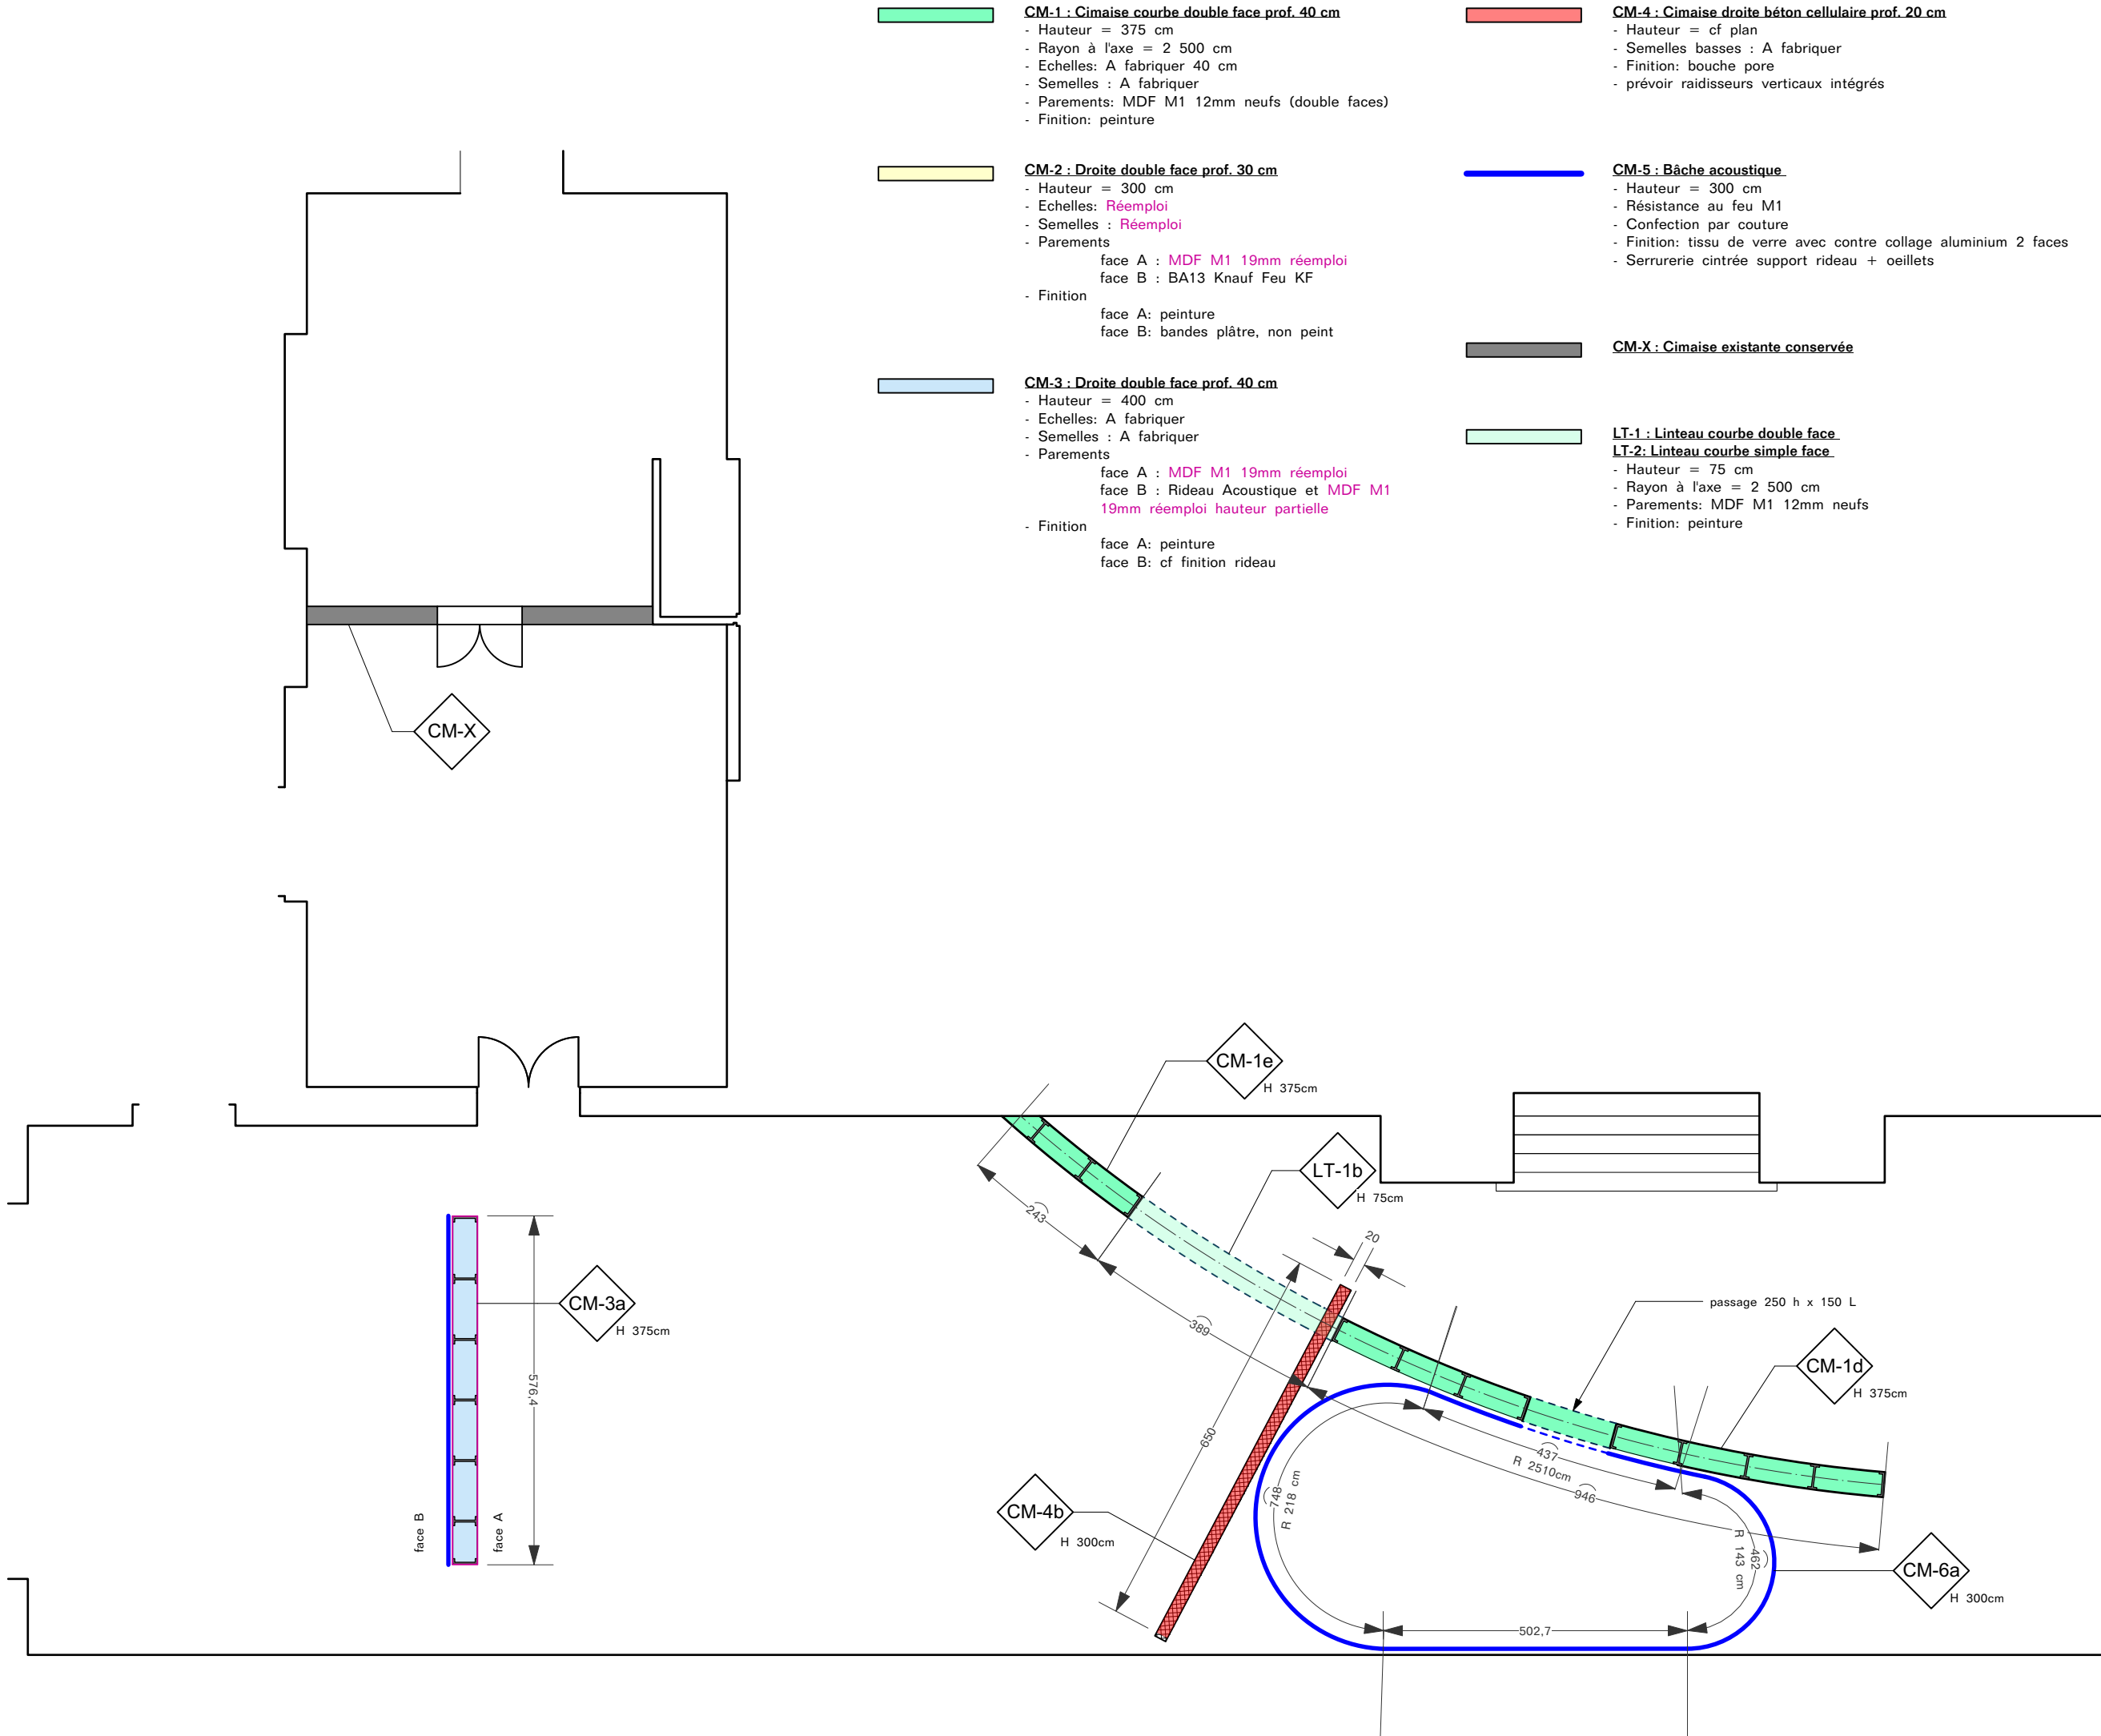 CM-1 : Cimaise courbe double face prof. 40 cm
- Hauteur = 375 cm
- Rayon à l'axe = 2 500 cm
- Echelles: A fabriquer 40 cm
- Semelles : A fabriquer
- Parements: MDF M1 12mm neufs (double faces)
- Finition: peinture
CM-2 : Droite double face prof. 30 cm
- Hauteur = 300 cm
- Echelles: Réemploi
- Semelles : Réemploi
- Parements
face A : MDF M1 19mm réemploi
face B : BA13 Knauf Feu KF
- Finition
face A: peinture
face B: bandes plâtre, non peint
CM-3 : Droite double face prof. 40 cm
- Hauteur = 400 cm
- Echelles: A fabriquer
- Semelles : A fabriquer
- Parements
face A : MDF M1 19mm réemploi
face B : Rideau Acoustique et MDF M1
19mm réemploi hauteur partielle
- Finition
face A: peinture
face B: cf finition rideau
CM-4 : Cimaise droite béton cellulaire prof. 20 cm
- Hauteur = cf plan
- Semelles basses : A fabriquer
- Finition: bouche pore
- prévoir raidisseurs verticaux intégrés
CM-5 : Bâche acoustique
- Hauteur = 300 cm
- Résistance au feu M1
- Confection par couture
- Finition: tissu de verre avec contre collage aluminium 2 faces
- Serrurerie cintrée support rideau + oeillets
CM-X : Cimaise existante conservée
LT-1 : Linteau courbe double face
LT-2: Linteau courbe simple face
- Hauteur = 75 cm
- Rayon à l'axe = 2 500 cm
- Parements: MDF M1 12mm neufs
- Finition: peinture
CM-X
CM-1e
H 375cm
LT-1b
H 75cm
243
20
389
CM-3a
H 375cm
576,4
face B
face A
passage 250 h x 150 L
CM-1d
H 375cm
650
437
R 2510cm
946
748
R 218 cm
CM-4b
H 300cm
462
R 143 cm
CM-6a
H 300cm
502,7